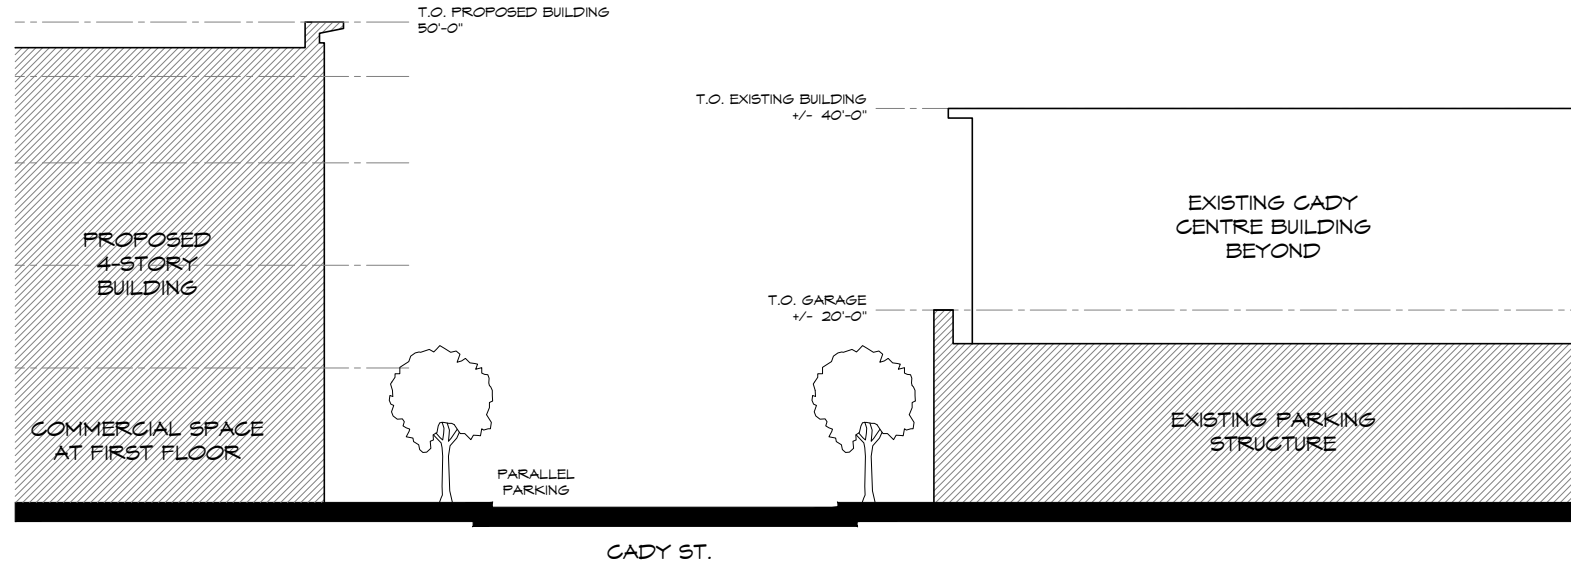 T.O. PROPOSED BUILDING
50'-0"
T.O. EXISTING BUILDING
+/- 40'-0"
EXISTING CADY
CENTRE BUILDING
BEYOND
PROPOSED
4-STORY
BUILDING
T.O. GARAGE
+/- 20'-0"
COMMERCIAL SPACE
AT FIRST FLOOR
EXISTING PARKING
STRUCTURE
PARALLEL
PARKING
CADY ST.